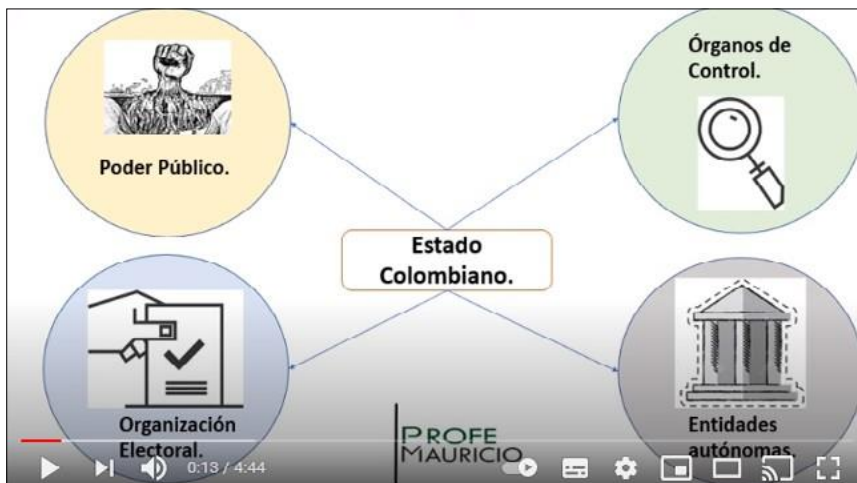 Poder Público.
Órganos de
Control.
Estado
Colombiano.
Organización
Electoral.
Entidades
autónomas.
PROFE
MAURICIO
0:13 / 4:44